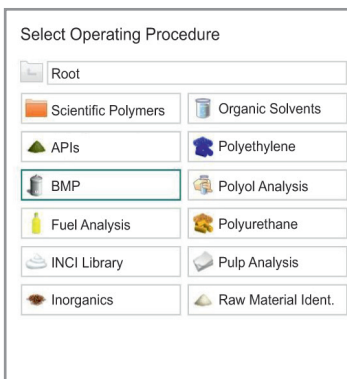 Select Operating Procedure
Root
Scientific Polymers
Organic Solvents
APIs
Polyethylene
BMP
Polyol Analysis
Fuel Analysis
Polyurethane
INCI Library
Pulp Analysis
Inorganics
Raw Material Ident.